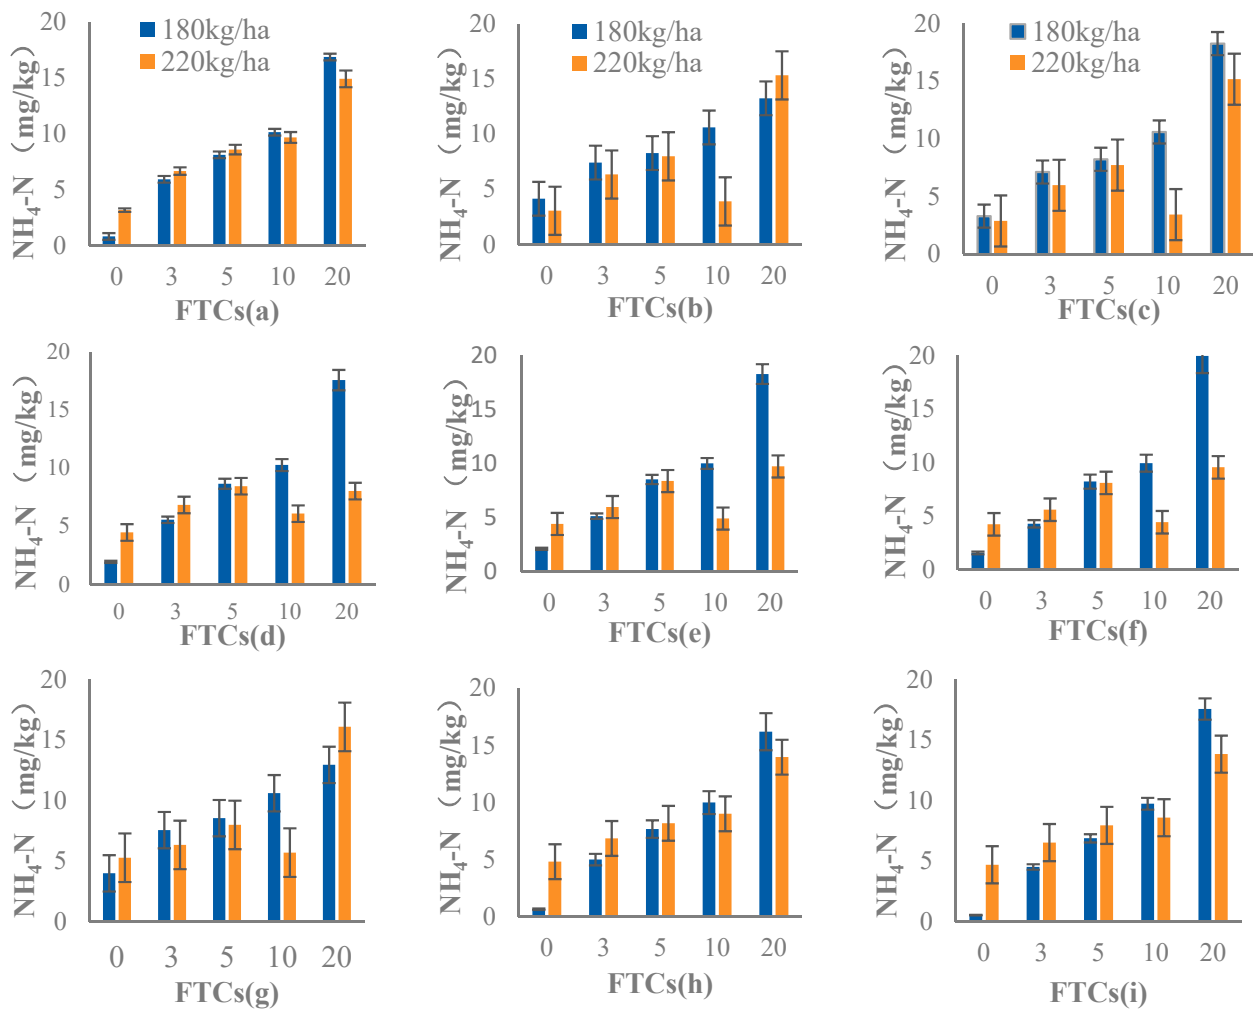 NH4-N （mg/kg）
20
15
10
5
0
180kg/ha
220kg/ha
0 3 5 10 20
FTCs(a)
NH4-N （mg/kg）
20
15
10
5
0
180kg/ha
220kg/ha
0 3 5 10 20
FTCs(b)
NH4-N （mg/kg）
20
15
10
5
0
180kg/ha
220kg/ha
0 3 5 10 20
FTCs(c)
NH4-N （mg/kg）
20
15
10
5
0
0 3 5 10 20
FTCs(d)
NH4-N （mg/kg）
20
15
10
5
0
0 3 5 10 20
FTCs(e)
NH4-N （mg/kg）
20
15
10
5
0
0 3 5 10 20
FTCs(f)
NH4-N （mg/kg）
20
15
10
5
0
0 3 5 10 20
FTCs(g)
NH4-N （mg/kg）
20
15
10
5
0
0 3 5 10 20
FTCs(h)
NH4-N （mg/kg）
20
15
10
5
0
0 3 5 10 20
FTCs(i)